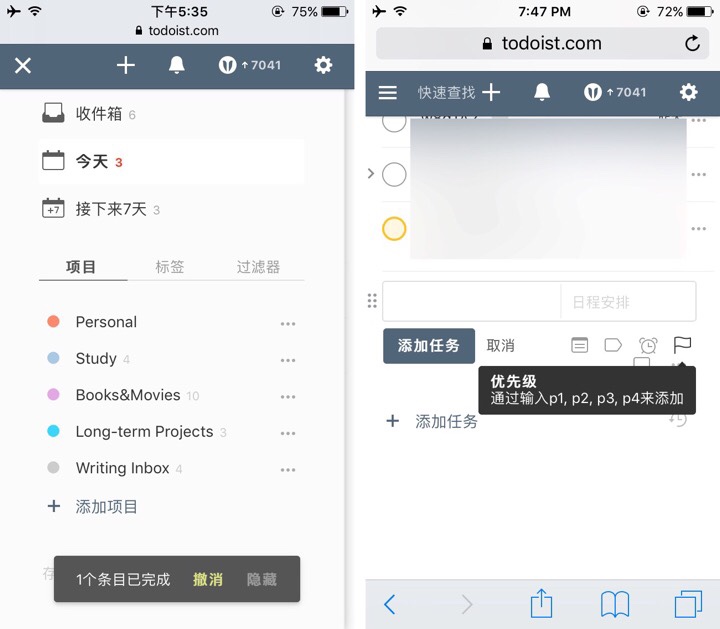 下午5:35
75%
todoist.com
7041
收件箱 6
今天 3
+7 接下来7天 3
项目 标签 过滤器
Personal
Study 4
Books&Movies 10
Long-term Projects 3
Writing Inbox 4
+ 添加项目
存
1个条目已完成 撤消 隐藏
7:47 PM
72%
todoist.com
快速查找
7041
日程安排
添加任务 取消
优先级
通过输入p1, p2, p3, p4来添加
+ 添加任务